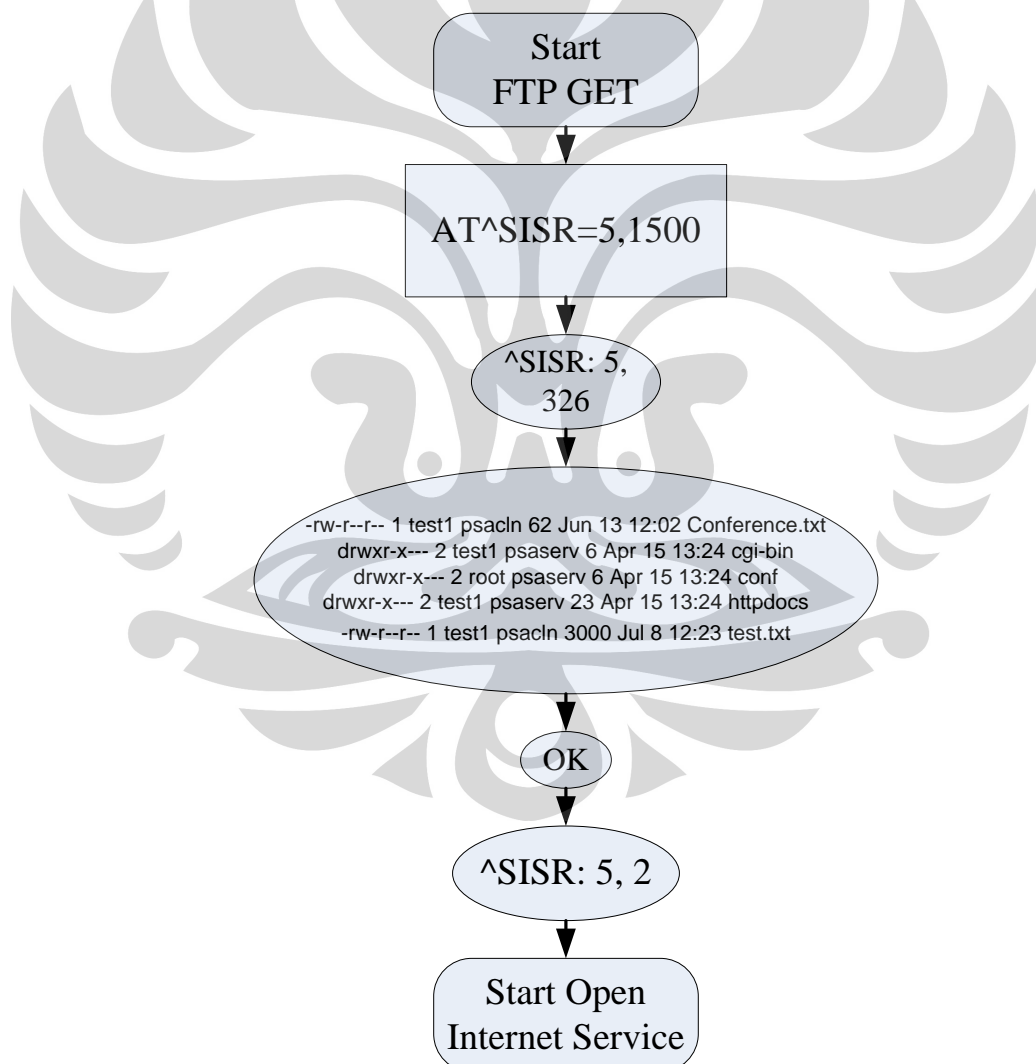 Start
FTP GET
AT^SISR=5,1500
^SISR: 5,
326
-rw-r--r-- 1 test1 psacln 62 Jun 13 12:02 Conference.txt
drwxr-x--- 2 test1 psaserv 6 Apr 15 13:24 cgi-bin
drwxr-x--- 2 root psaserv 6 Apr 15 13:24 conf
drwxr-x--- 2 test1 psaserv 23 Apr 15 13:24 httpdocs
-rw-r--r-- 1 test1 psacln 3000 Jul 8 12:23 test.txt
OK
^SISR: 5, 2
Start Open
Internet Service